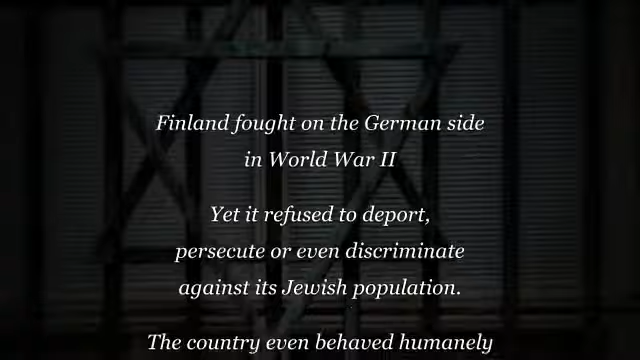 Finland fought on the German side
in World War II
Yet it refused to deport,
persecute or even discriminate
against its Jewish population.
The country even behaved humanely